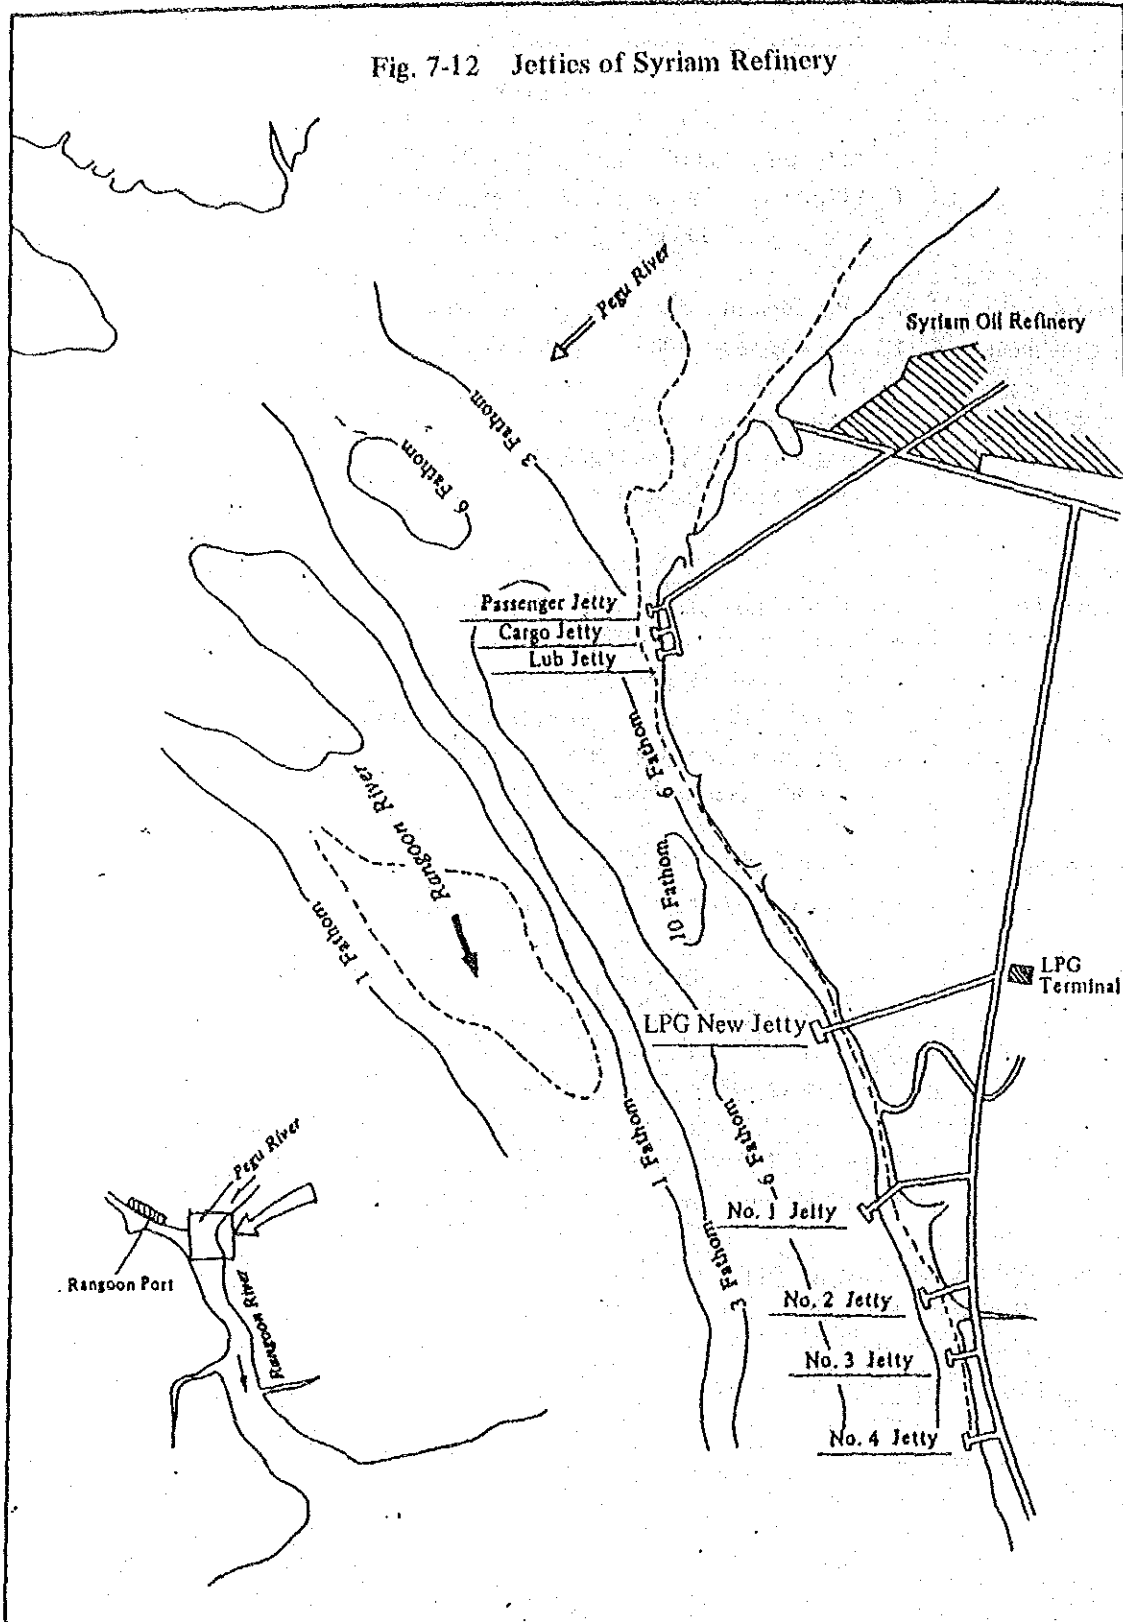 Fig. 7-12 Jetties of Syriam Refinery
Pegu River
Syriam Oil Refinery
3 Fathom
6 Fathom
Passenger Jetty
Cargo Jetty
Lub Jetty
6 Fathom
Rangoon River
10 Fathom
1 Fathom
LPG
Terminal
LPG New Jetty
1 Fathom
6 Fathom
Pegu River
No. 1 Jetty
3 Fathom
Rangoon Port
Rangoon River
No. 2 Jetty
No. 3 Jetty
No. 4 Jetty